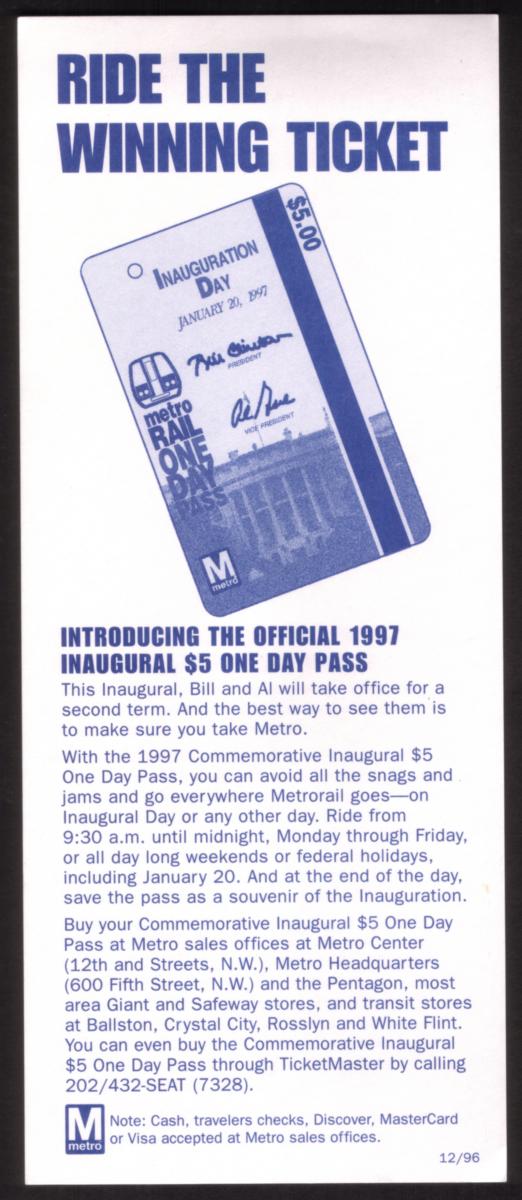 RIDE THE
WINNING TICKET
$5.00
INAUGURATION
DAY
JANUARY 20, 1997
Bill Clinton
PRESIDENT
Al Gore
VICE PRESIDENT
metro
RAIL
ONE
DAY
PASS
M
metro
INTRODUCING THE OFFICIAL 1997
INAUGURAL $5 ONE DAY PASS
This Inaugural, Bill and Al will take office for a
second term. And the best way to see them is
to make sure you take Metro.
With the 1997 Commemorative Inaugural $5
One Day Pass, you can avoid all the snags and
jams and go everywhere Metrorail goes—on
Inaugural Day or any other day. Ride from
9:30 a.m. until midnight, Monday through Friday,
or all day long weekends or federal holidays,
including January 20. And at the end of the day,
save the pass as a souvenir of the Inauguration.
Buy your Commemorative Inaugural $5 One Day
Pass at Metro sales offices at Metro Center
(12th and Streets, N.W.), Metro Headquarters
(600 Fifth Street, N.W.) and the Pentagon, most
area Giant and Safeway stores, and transit stores
at Ballston, Crystal City, Rosslyn and White Flint.
You can even buy the Commemorative Inaugural
$5 One Day Pass through TicketMaster by calling
202/432-SEAT (7328).
M
metro
Note: Cash, travelers checks, Discover, MasterCard
or Visa accepted at Metro sales offices.
12/96